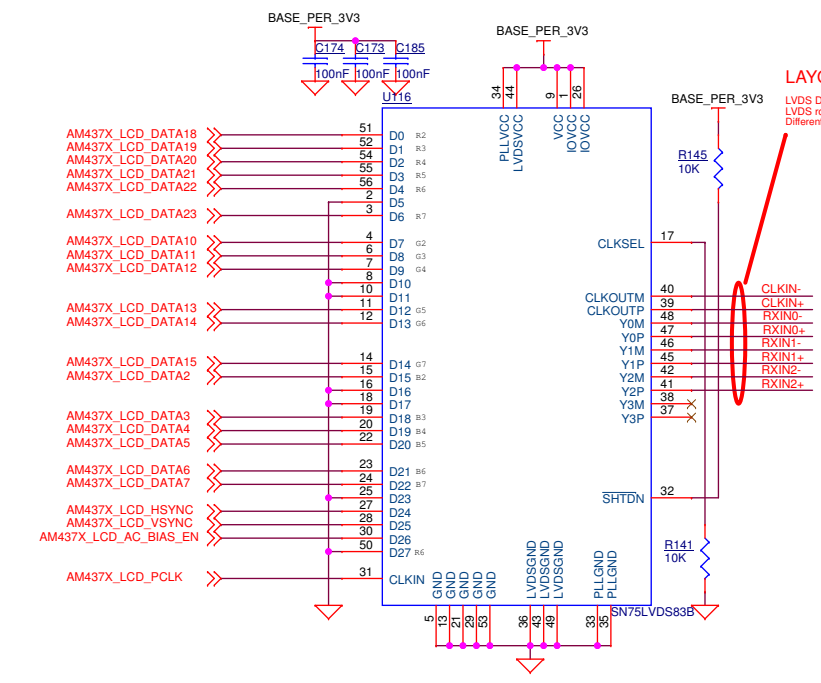 BASE_PER_3V3
C174 C173 C185
100nF 100nF 100nF
BASE_PER_3V3
BASE_PER_3V3
LVDS D
LVDS r
Differen
U116
34 44 9 1 26
PLLVCC LVDSVCC VCC IOVCC IOVCC
R145
10K
AM437X_LCD_DATA18 51 D0 R2
AM437X_LCD_DATA19 52 D1 R3
AM437X_LCD_DATA20 54 D2 R4
AM437X_LCD_DATA21 55 D3 R5
AM437X_LCD_DATA22 56 D4 R6
2 D5
AM437X_LCD_DATA23 3 D6 R7
AM437X_LCD_DATA10 4 D7 G2
AM437X_LCD_DATA11 6 D8 G3
AM437X_LCD_DATA12 7 D9 G4
8 D10
10 D11
AM437X_LCD_DATA13 11 D12 G5
AM437X_LCD_DATA14 12 D13 G6
AM437X_LCD_DATA15 14 D14 G7
AM437X_LCD_DATA2 15 D15 B2
16 D16
18 D17
AM437X_LCD_DATA3 19 D18 B3
AM437X_LCD_DATA4 20 D19 B4
AM437X_LCD_DATA5 22 D20 B5
AM437X_LCD_DATA6 23 D21 B6
AM437X_LCD_DATA7 24 D22 B7
25 D23
AM437X_LCD_HSYNC 27 D24
AM437X_LCD_VSYNC 28 D25
AM437X_LCD_AC_BIAS_EN 30 D26
50 D27 R6
AM437X_LCD_PCLK 31 CLKIN
CLKSEL 17
CLKOUTM 40 CLKIN-
CLKOUTP 39 CLKIN+
Y0M 48 RXIN0-
Y0P 47 RXIN0+
Y1M 46 RXIN1-
Y1P 45 RXIN1+
Y2M 42 RXIN2-
Y2P 41 RXIN2+
Y3M 38
Y3P 37
SHTDN 32
R141
10K
GND GND GND GND GND LVDSGND LVDSGND LVDSGND PLLGND PLLGND
5 13 21 29 53 36 43 49 33 35
SN75LVDS83B